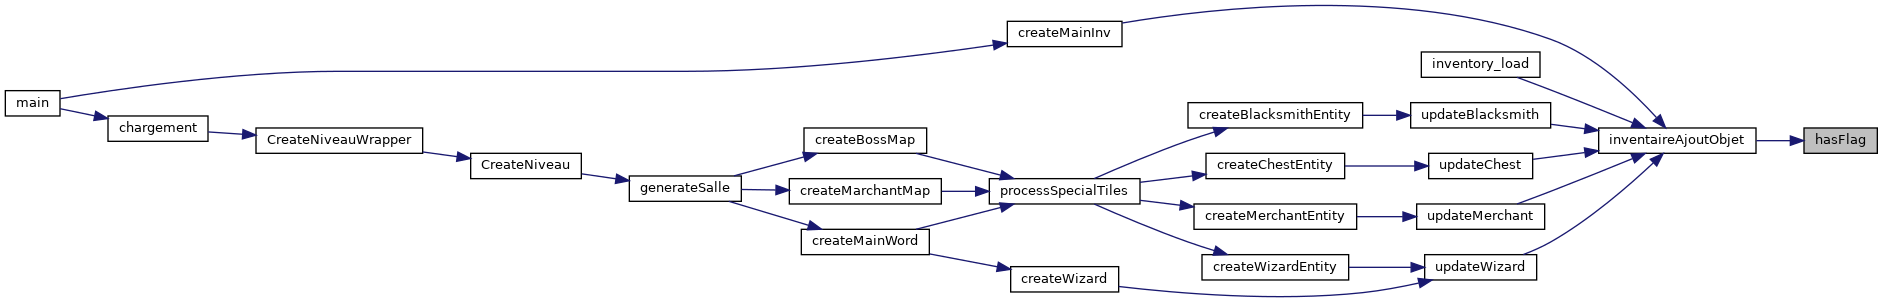 main
chargement
CreateNiveauWrapper
CreateNiveau
generateSalle
createBossMap
createMarchantMap
createMainWord
createMainInv
processSpecialTiles
createWizard
createBlacksmithEntity
createChestEntity
createMerchantEntity
createWizardEntity
inventory_load
updateBlacksmith
updateChest
updateMerchant
updateWizard
inventaireAjoutObjet
hasFlag